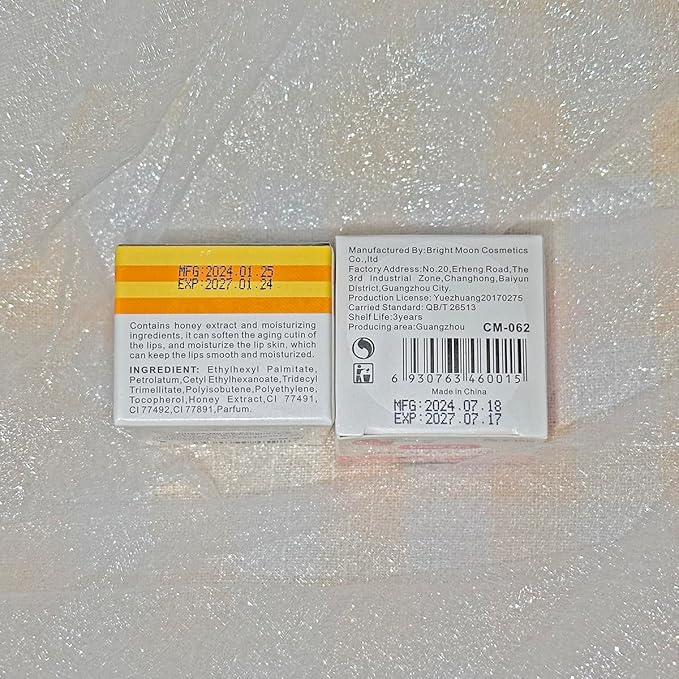 MFG:2024.01.25
EXP:2027.01.24
Contains honey extract and moisturizing
ingredients, it can soften the aging cutin of
the lips, and moisturize the lip skin, which
can keep the lips smooth and moisturized.
INGREDIENT: Ethylhexyl Palmitate,
Petrolatum,Cetyl Ethylhexanoate,Tridecyl
Trimellitate,Polyisobutene,Polyethylene,
Tocopherol,Honey Extract,CI 77491,
CI 77492,CI 77891,Parfum.
Manufactured By:Bright Moon Cosmetics
Co.,ltd
Factory Address:No.20,Erheng Road,The
3rd Industrial Zone,Changhong,Baiyun
District,Guangzhou City.
Production License: Yuezhuang20170275
Carried Standard: QB/T 26513
Shelf Life:3years
Producing area:Guangzhou CM-062
6 930763 460015
Made in China
MFG:2024.07.18
EXP:2027.07.17